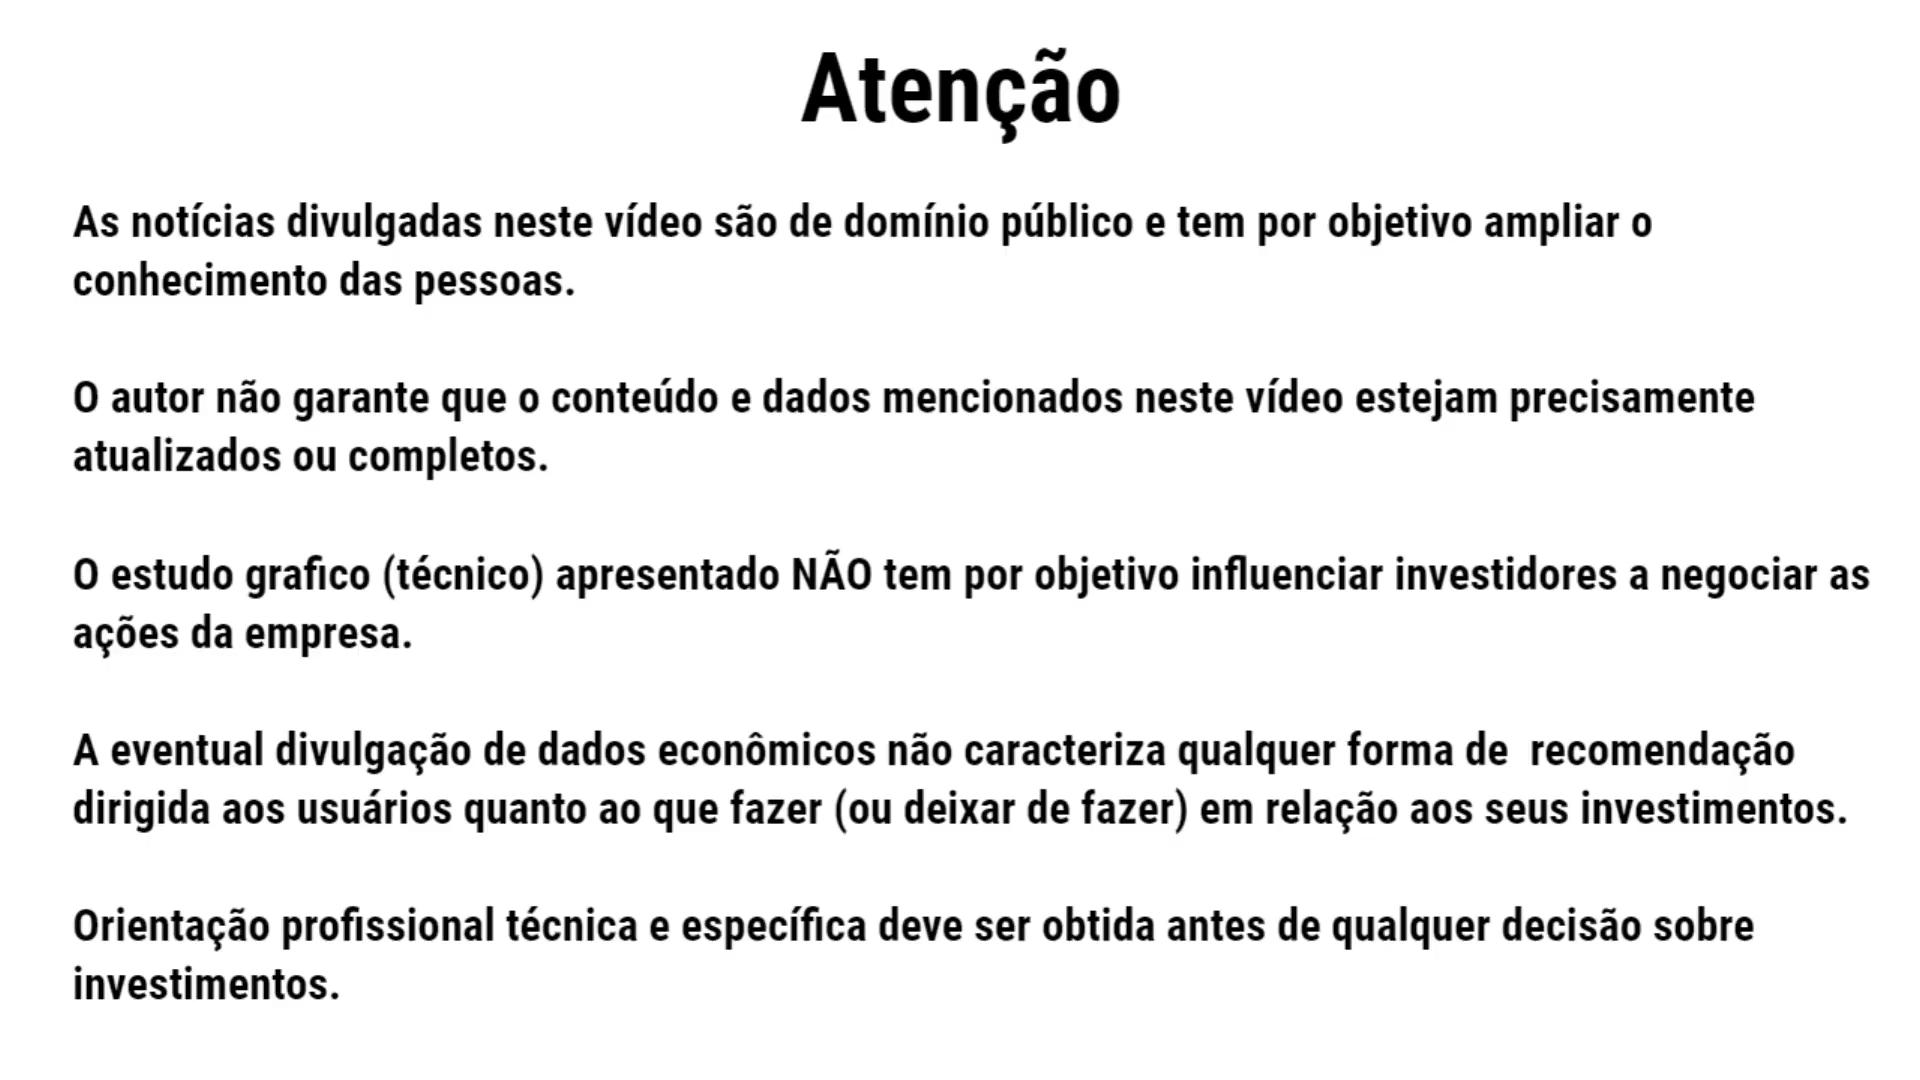 Atenção
As notícias divulgadas neste vídeo são de domínio público e tem por objetivo ampliar o
conhecimento das pessoas.
O autor não garante que o conteúdo e dados mencionados neste vídeo estejam precisamente
atualizados ou completos.
O estudo grafico (técnico) apresentado NÃO tem por objetivo influenciar investidores a negociar as
ações da empresa.
A eventual divulgação de dados econômicos não caracteriza qualquer forma de  recomendação
dirigida aos usuários quanto ao que fazer (ou deixar de fazer) em relação aos seus investimentos.
Orientação profissional técnica e específica deve ser obtida antes de qualquer decisão sobre
investimentos.